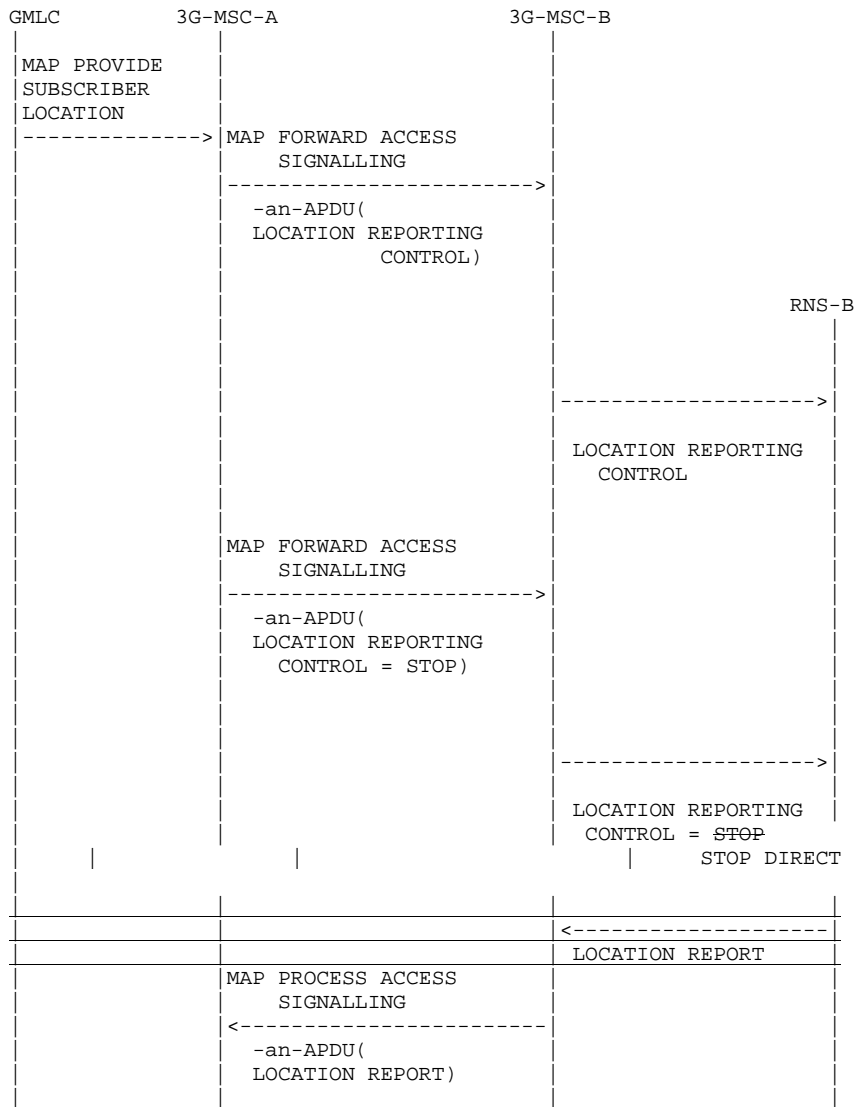 GMLC 3G-MSC-A 3G-MSC-B
MAP PROVIDE
SUBSCRIBER
LOCATION
MAP FORWARD ACCESS
SIGNALLING
-an-APDU(
LOCATION REPORTING
CONTROL)
RNS-B
LOCATION REPORTING
CONTROL
MAP FORWARD ACCESS
SIGNALLING
-an-APDU(
LOCATION REPORTING
CONTROL = STOP)
LOCATION REPORTING
CONTROL = STOP
STOP DIRECT
LOCATION REPORT
MAP PROCESS ACCESS
SIGNALLING
-an-APDU(
LOCATION REPORT)